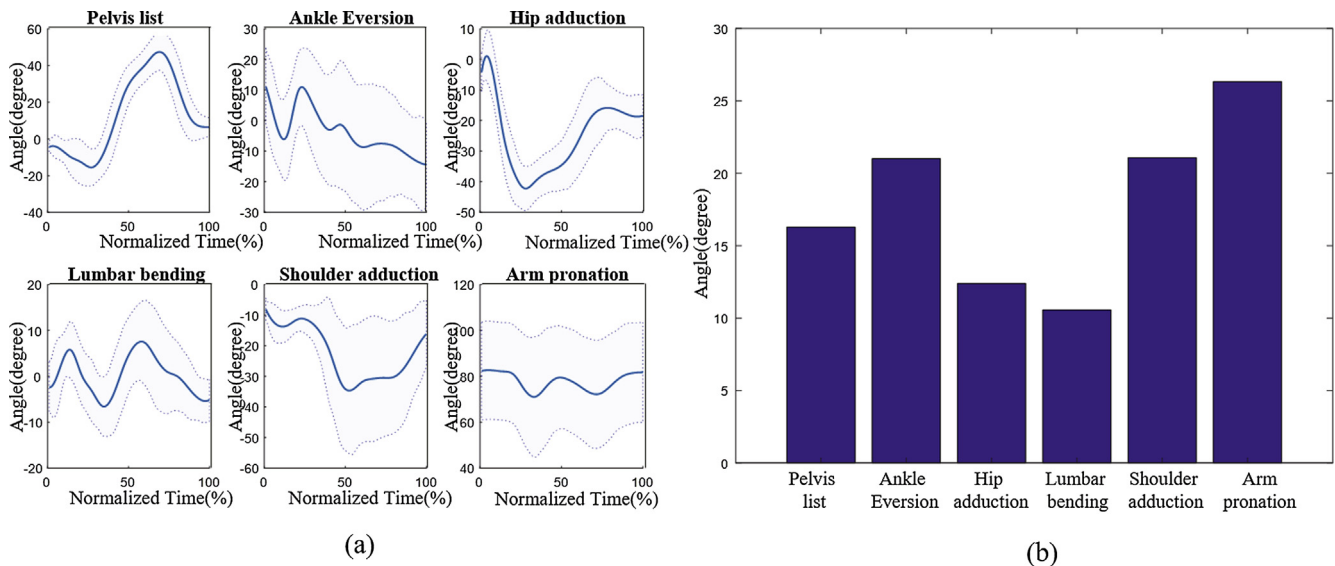 Pelvis list
Ankle Eversion
Hip adduction
Angle(degree)
60
40
20
0
-20
-40
0
50
100
Normalized Time(%)
Angle(degree)
30
20
10
0
-10
-20
-30
0
50
100
Normalized Time(%)
Angle(degree)
10
0
-10
-20
-30
-40
-50
0
50
100
Normalized Time(%)
Lumbar bending
Shoulder adduction
Arm pronation
Angle(degree)
20
10
0
-10
-20
0
50
100
Normalized Time(%)
Angle(degree)
0
-10
-20
-30
-40
-50
-60
0
50
100
Normalized Time(%)
Angle(degree)
120
100
80
60
40
0
50
100
Normalized Time(%)
(a)
Angle(degree)
30
25
20
15
10
5
0
Pelvis
list
Ankle
Eversion
Hip
adduction
Lumbar
bending
Shoulder
adduction
Arm
pronation
(b)